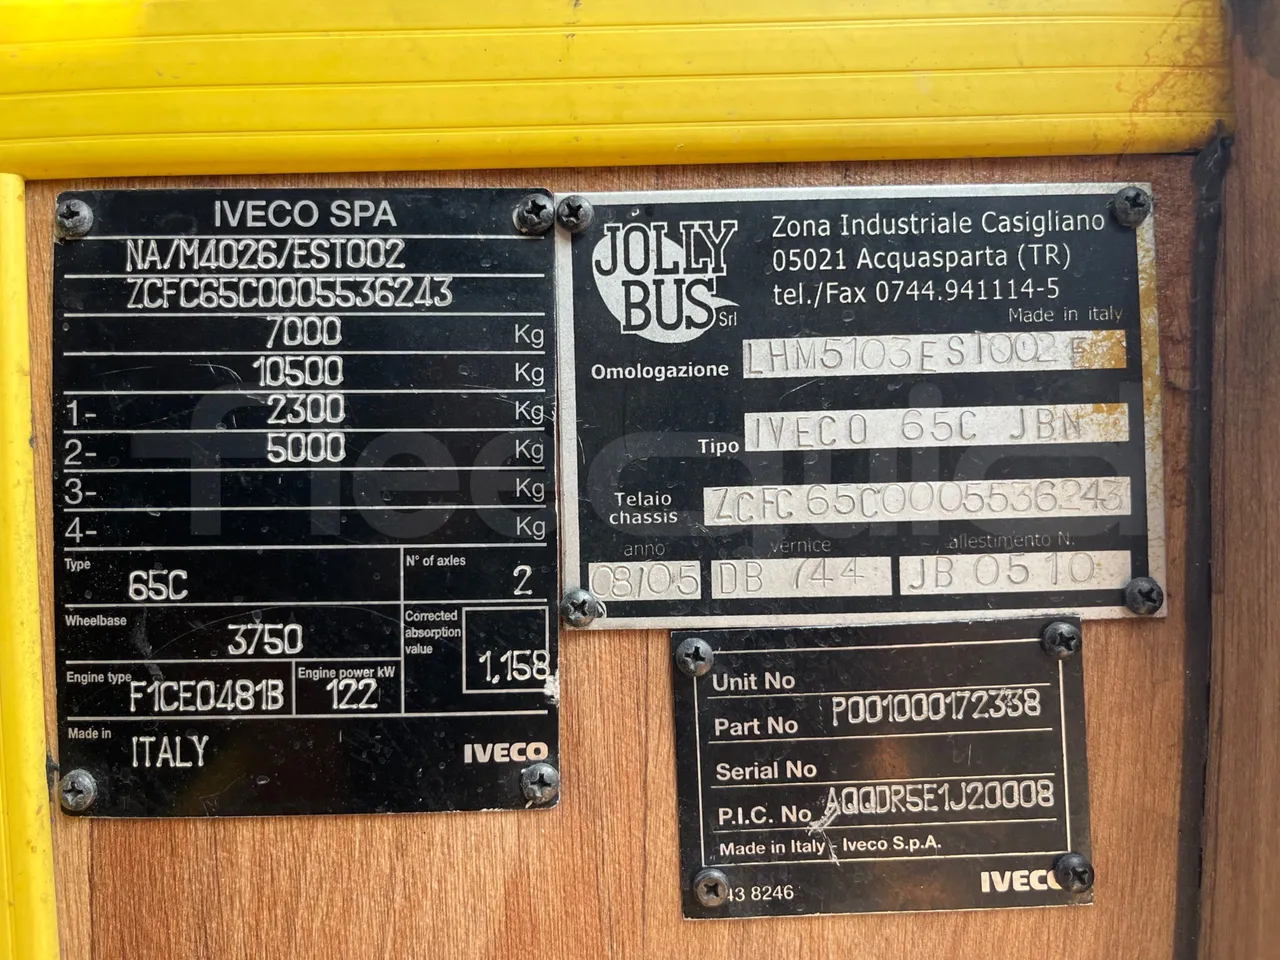 IVECO SPA
NA/M4026/EST002
ZCFC65C0005536243
7000 Kg
10500 Kg
1- 2300 Kg
2- 5000 Kg
3- Kg
4- Kg
Type 65C
N° of axles 2
Wheelbase 3750
Corrected absorption value 1,158
Engine type F1CE0481B
Engine power kW 122
Made in ITALY
IVECO
JOLLY BUS Srl
Zona Industriale Casigliano
05021 Acquasparta (TR)
tel./Fax 0744.941114-5
Made in italy
Omologazione LHM5103EST002E
Tipo IVECO 65C JBN
Telaio chassis ZCFC65C0005536243
anno 08/05
vernice DB 744
allestimento N. JB 0510
Unit No
Part No P001000172338
Serial No
P.I.C. No AQQDR5E1J20008
Made in Italy - Iveco S.p.A.
43 8246
IVECO
fleequid